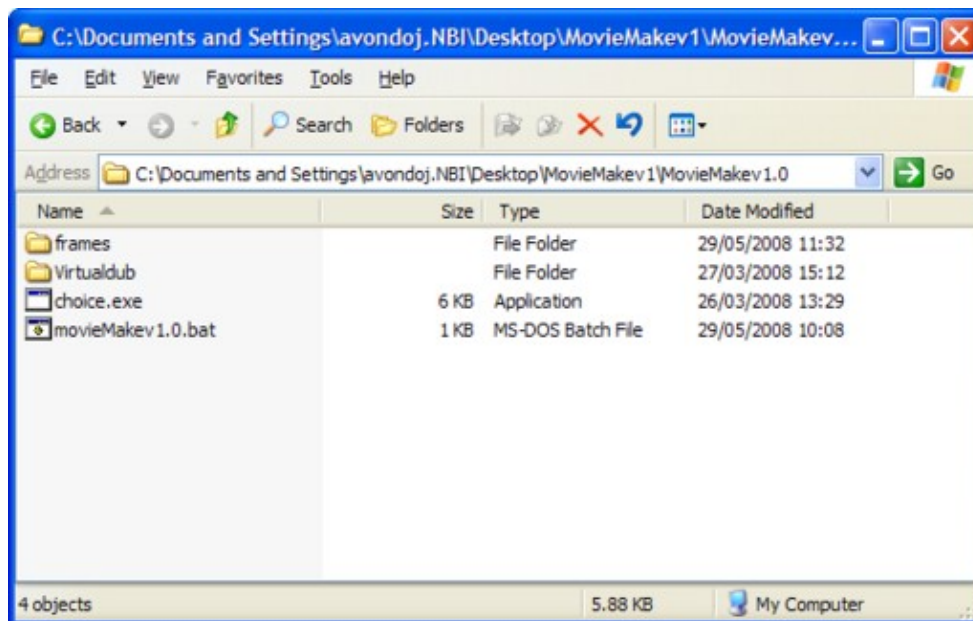 C:\Documents and Settings\avondoj.NBI\Desktop\MovieMakev1\MovieMakev...
File Edit View Favorites Tools Help
Back Search Folders
Address C:\Documents and Settings\avondoj.NBI\Desktop\MovieMakev1\MovieMakev1.0 Go
Name Size Type Date Modified
frames File Folder 29/05/2008 11:32
Virtualdub File Folder 27/03/2008 15:12
choice.exe 6 KB Application 26/03/2008 13:29
movieMakev1.0.bat 1 KB MS-DOS Batch File 29/05/2008 10:08
4 objects 5.88 KB My Computer